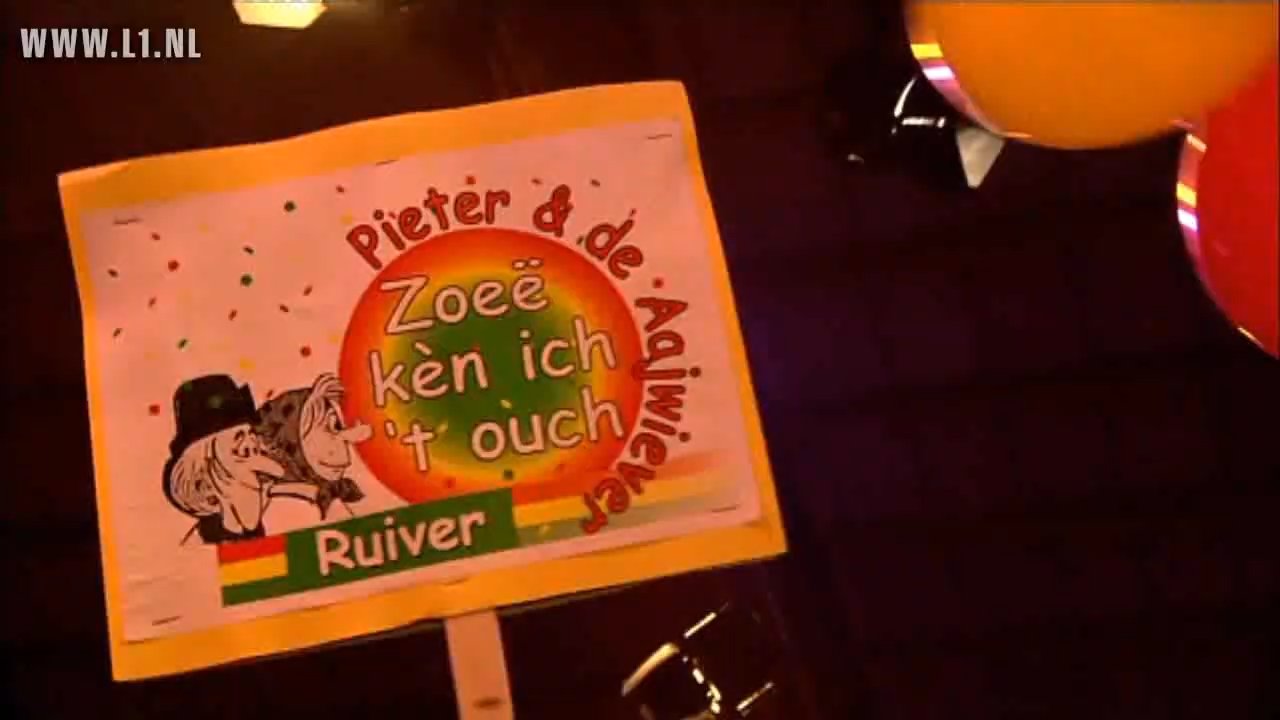 WWW.L1.NL
Pieter & de Aajwiever
Zoeë
kèn ich
't ouch
Ruiver